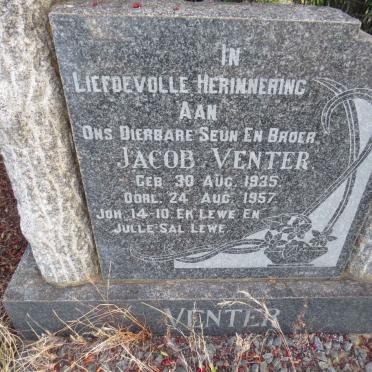 IN
LIEFDEVOLLE HERINNERING
AAN
ONS DIERBARE SEUN EN BROER
JACOB VENTER
GEB. 30 AUG. 1935.
OORL. 24 AUG. 1957.
JOH. 14-10. EK LEWE EN
JULLE SAL LEWE.
VENTER